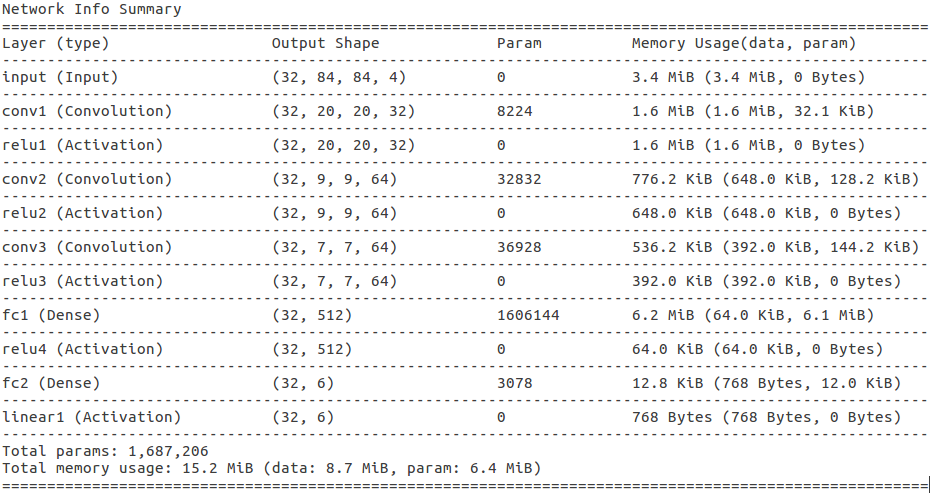 Network Info Summary
=======================================================================================================
Layer (type)                  Output Shape             Param          Memory Usage(data, param)
-------------------------------------------------------------------------------------------------------
input (Input)                 (32, 84, 84, 4)          0              3.4 MiB (3.4 MiB, 0 Bytes)
-------------------------------------------------------------------------------------------------------
conv1 (Convolution)           (32, 20, 20, 32)         8224           1.6 MiB (1.6 MiB, 32.1 KiB)
-------------------------------------------------------------------------------------------------------
relu1 (Activation)            (32, 20, 20, 32)         0              1.6 MiB (1.6 MiB, 0 Bytes)
-------------------------------------------------------------------------------------------------------
conv2 (Convolution)           (32, 9, 9, 64)           32832          776.2 KiB (648.0 KiB, 128.2 KiB)
-------------------------------------------------------------------------------------------------------
relu2 (Activation)            (32, 9, 9, 64)           0              648.0 KiB (648.0 KiB, 0 Bytes)
-------------------------------------------------------------------------------------------------------
conv3 (Convolution)           (32, 7, 7, 64)           36928          536.2 KiB (392.0 KiB, 144.2 KiB)
-------------------------------------------------------------------------------------------------------
relu3 (Activation)            (32, 7, 7, 64)           0              392.0 KiB (392.0 KiB, 0 Bytes)
-------------------------------------------------------------------------------------------------------
fc1 (Dense)                   (32, 512)                1606144        6.2 MiB (64.0 KiB, 6.1 MiB)
-------------------------------------------------------------------------------------------------------
relu4 (Activation)            (32, 512)                0              64.0 KiB (64.0 KiB, 0 Bytes)
-------------------------------------------------------------------------------------------------------
fc2 (Dense)                   (32, 6)                  3078           12.8 KiB (768 Bytes, 12.0 KiB)
-------------------------------------------------------------------------------------------------------
linear1 (Activation)          (32, 6)                  0              768 Bytes (768 Bytes, 0 Bytes)
-------------------------------------------------------------------------------------------------------
Total params: 1,687,206
Total memory usage: 15.2 MiB (data: 8.7 MiB, param: 6.4 MiB)
=======================================================================================================